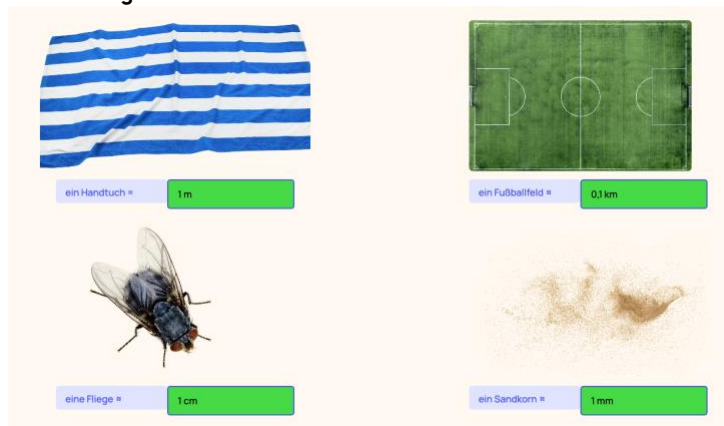 ein Handtuch ≈ 1 m
ein Fußballfeld ≈ 0,1 km
eine Fliege ≈ 1 cm
ein Sandkorn ≈ 1 mm